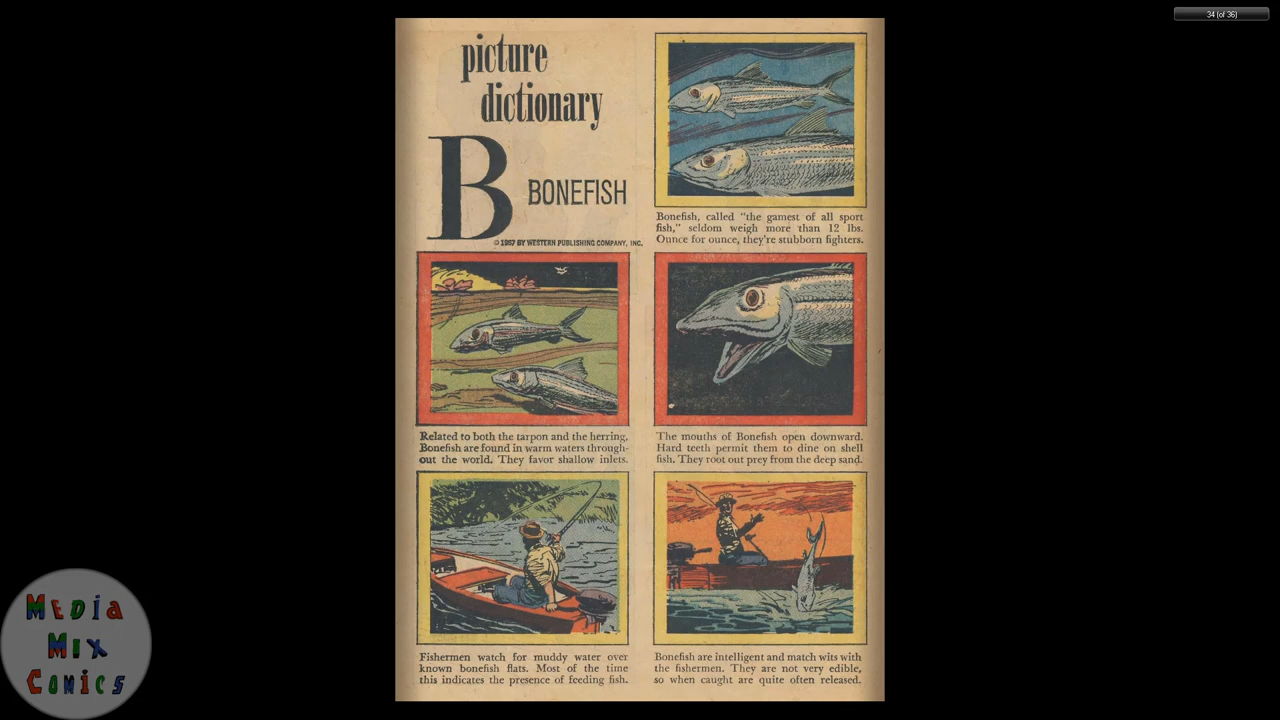 34 (of 36)
picture
dictionary
B
BONEFISH
© 1967 BY WESTERN PUBLISHING COMPANY, INC.
Bonefish, called "the gamest of all sport
fish," seldom weigh more than 12 lbs.
Ounce for ounce, they're stubborn fighters.
Related to both the tarpon and the herring,
Bonefish are found in warm waters through-
out the world. They favor shallow inlets.
The mouths of Bonefish open downward.
Hard teeth permit them to dine on shell
fish. They root out prey from the deep sand.
Fishermen watch for muddy water over
known bonefish flats. Most of the time
this indicates the presence of feeding fish.
Bonefish are intelligent and match wits with
the fishermen. They are not very edible,
so when caught are quite often released.
MEDiA
MiX
COMiCS